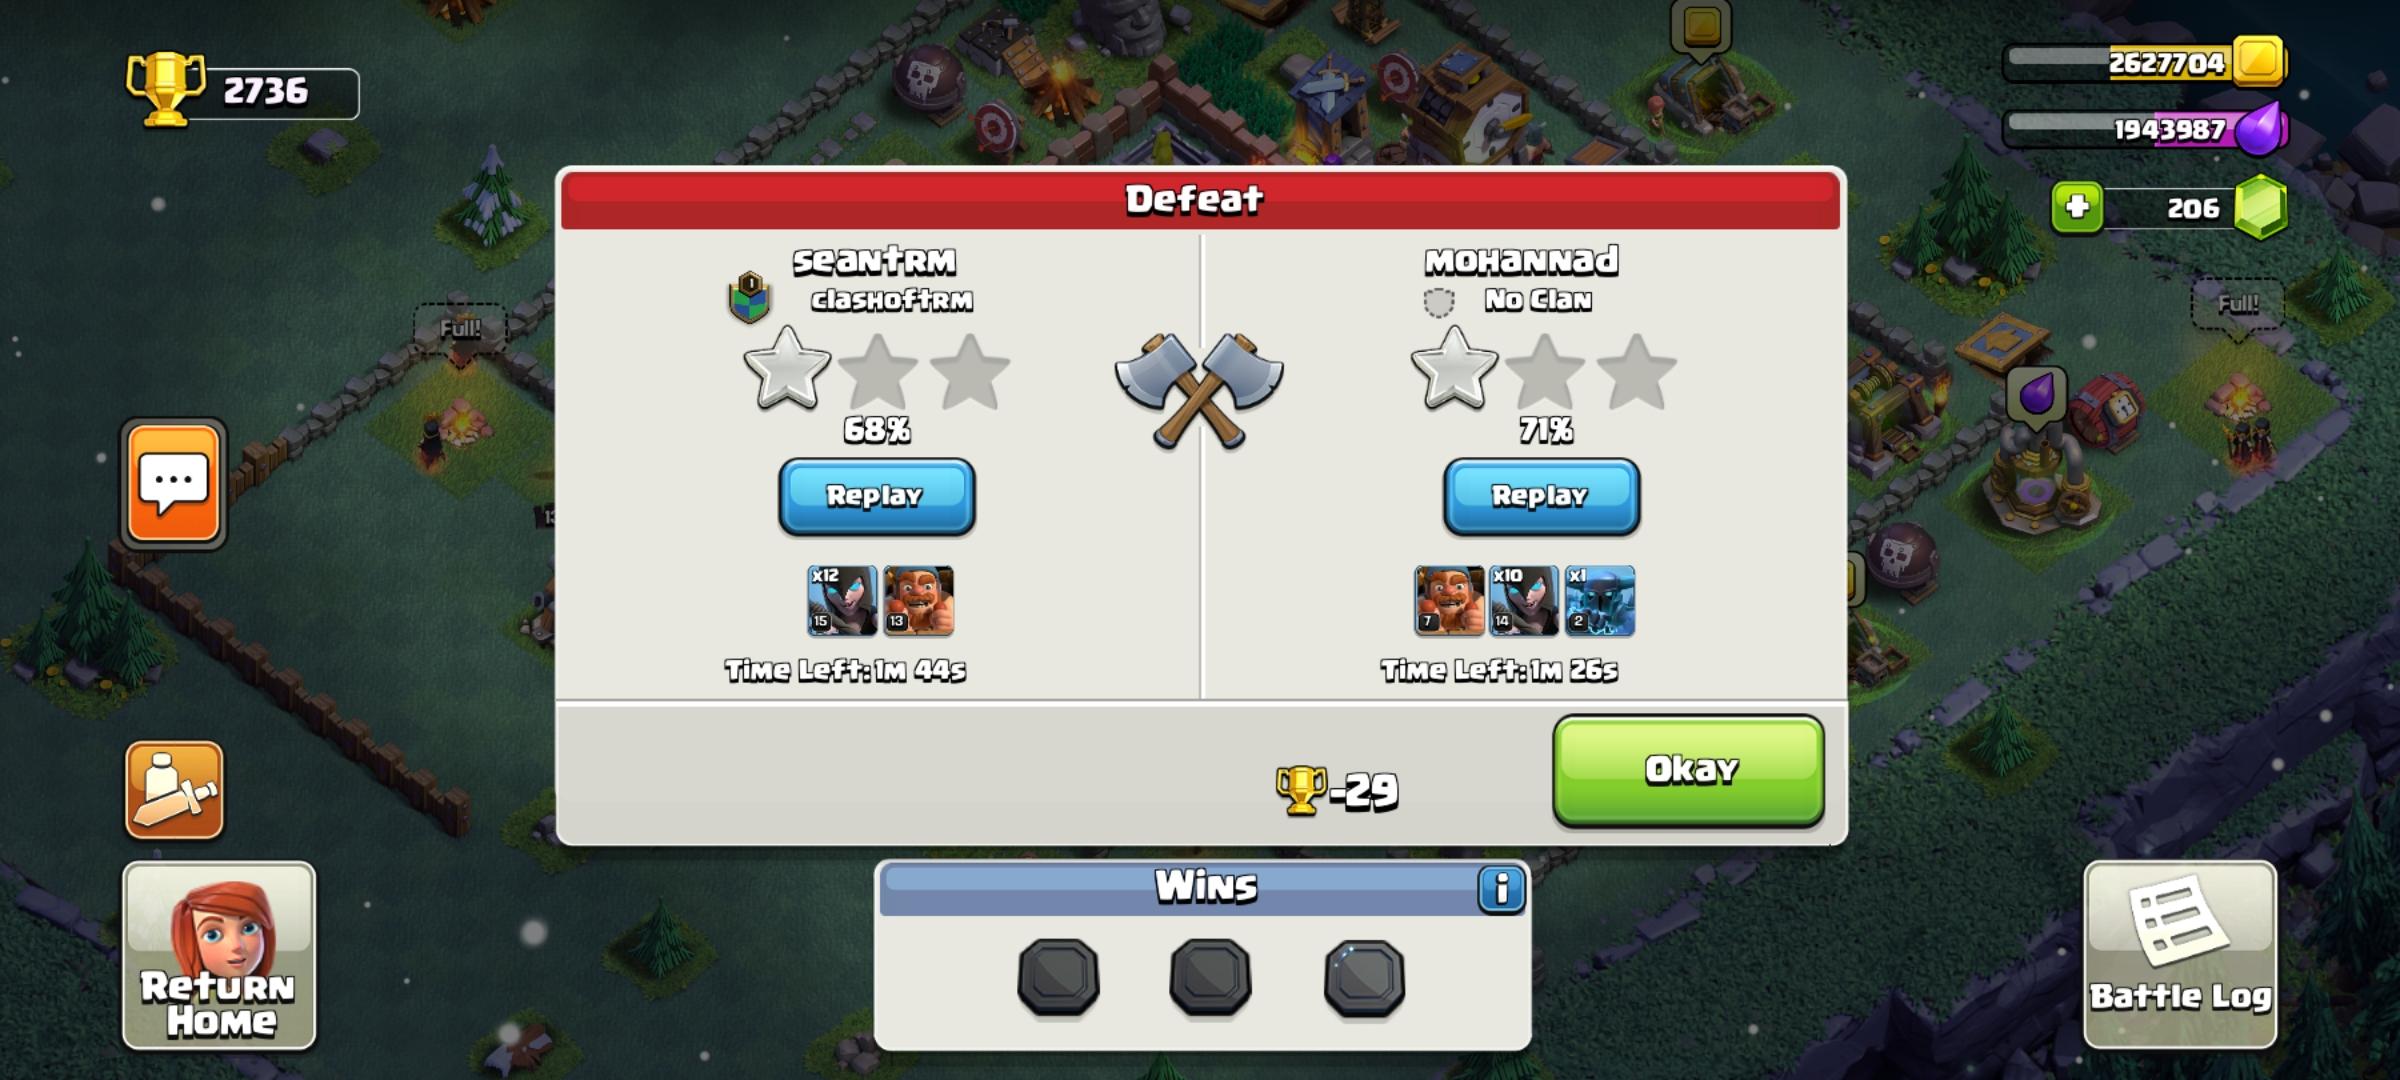 2736
2627704
1943987
206
Full!
Full!
Defeat
seantrm
clashoftrm
68%
Replay
x12
15
13
Time Left:1m 44s
Mohannad
No Clan
71%
Replay
7
x10
14
x1
2
Time Left:1m 26s
-29
Okay
Wins
i
Return
Home
Battle Log